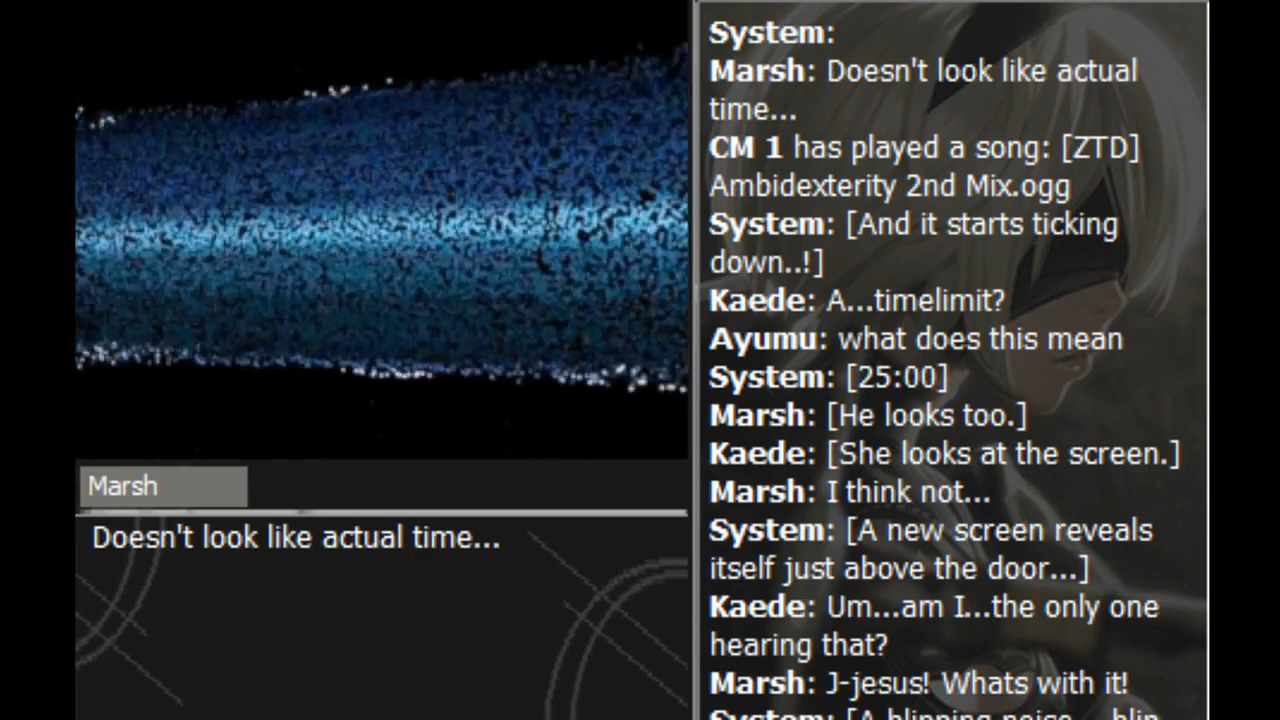 System:
Marsh: Doesn't look like actual
time...
CM 1 has played a song: [ZTD]
Ambidexterity 2nd Mix.ogg
System: [And it starts ticking
down..!]
Kaede: A...timelimit?
Ayumu: what does this mean
System: [25:00]
Marsh: [He looks too.]
Kaede: [She looks at the screen.]
Marsh: I think not...
System: [A new screen reveals
itself just above the door...]
Kaede: Um...am I...the only one
hearing that?
Marsh: J-jesus! Whats with it!
System: [A blipping noise
Marsh
Doesn't look like actual time...